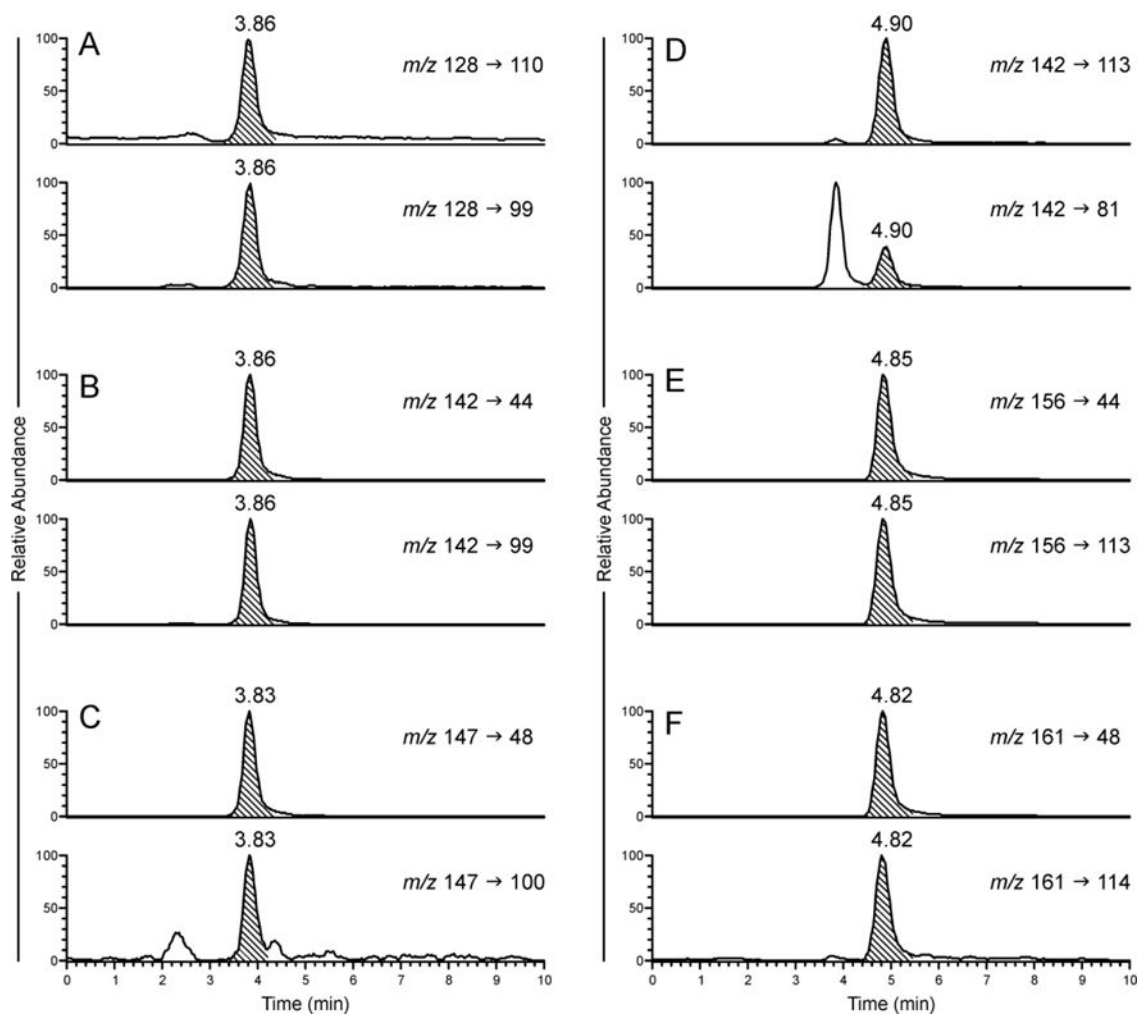 A
3.86
m/z 128 → 110
100
50
0
3.86
m/z 128 → 99
100
50
0
B
3.86
m/z 142 → 44
100
50
0
3.86
m/z 142 → 99
100
50
0
C
3.83
m/z 147 → 48
100
50
0
3.83
m/z 147 → 100
100
50
0
0 1 2 3 4 5 6 7 8 9 10
Time (min)
Relative Abundance
D
4.90
m/z 142 → 113
100
50
0
4.90
m/z 142 → 81
100
50
0
E
4.85
m/z 156 → 44
100
50
0
4.85
m/z 156 → 113
100
50
0
F
4.82
m/z 161 → 48
100
50
0
4.82
m/z 161 → 114
100
50
0
0 1 2 3 4 5 6 7 8 9 10
Time (min)
Relative Abundance